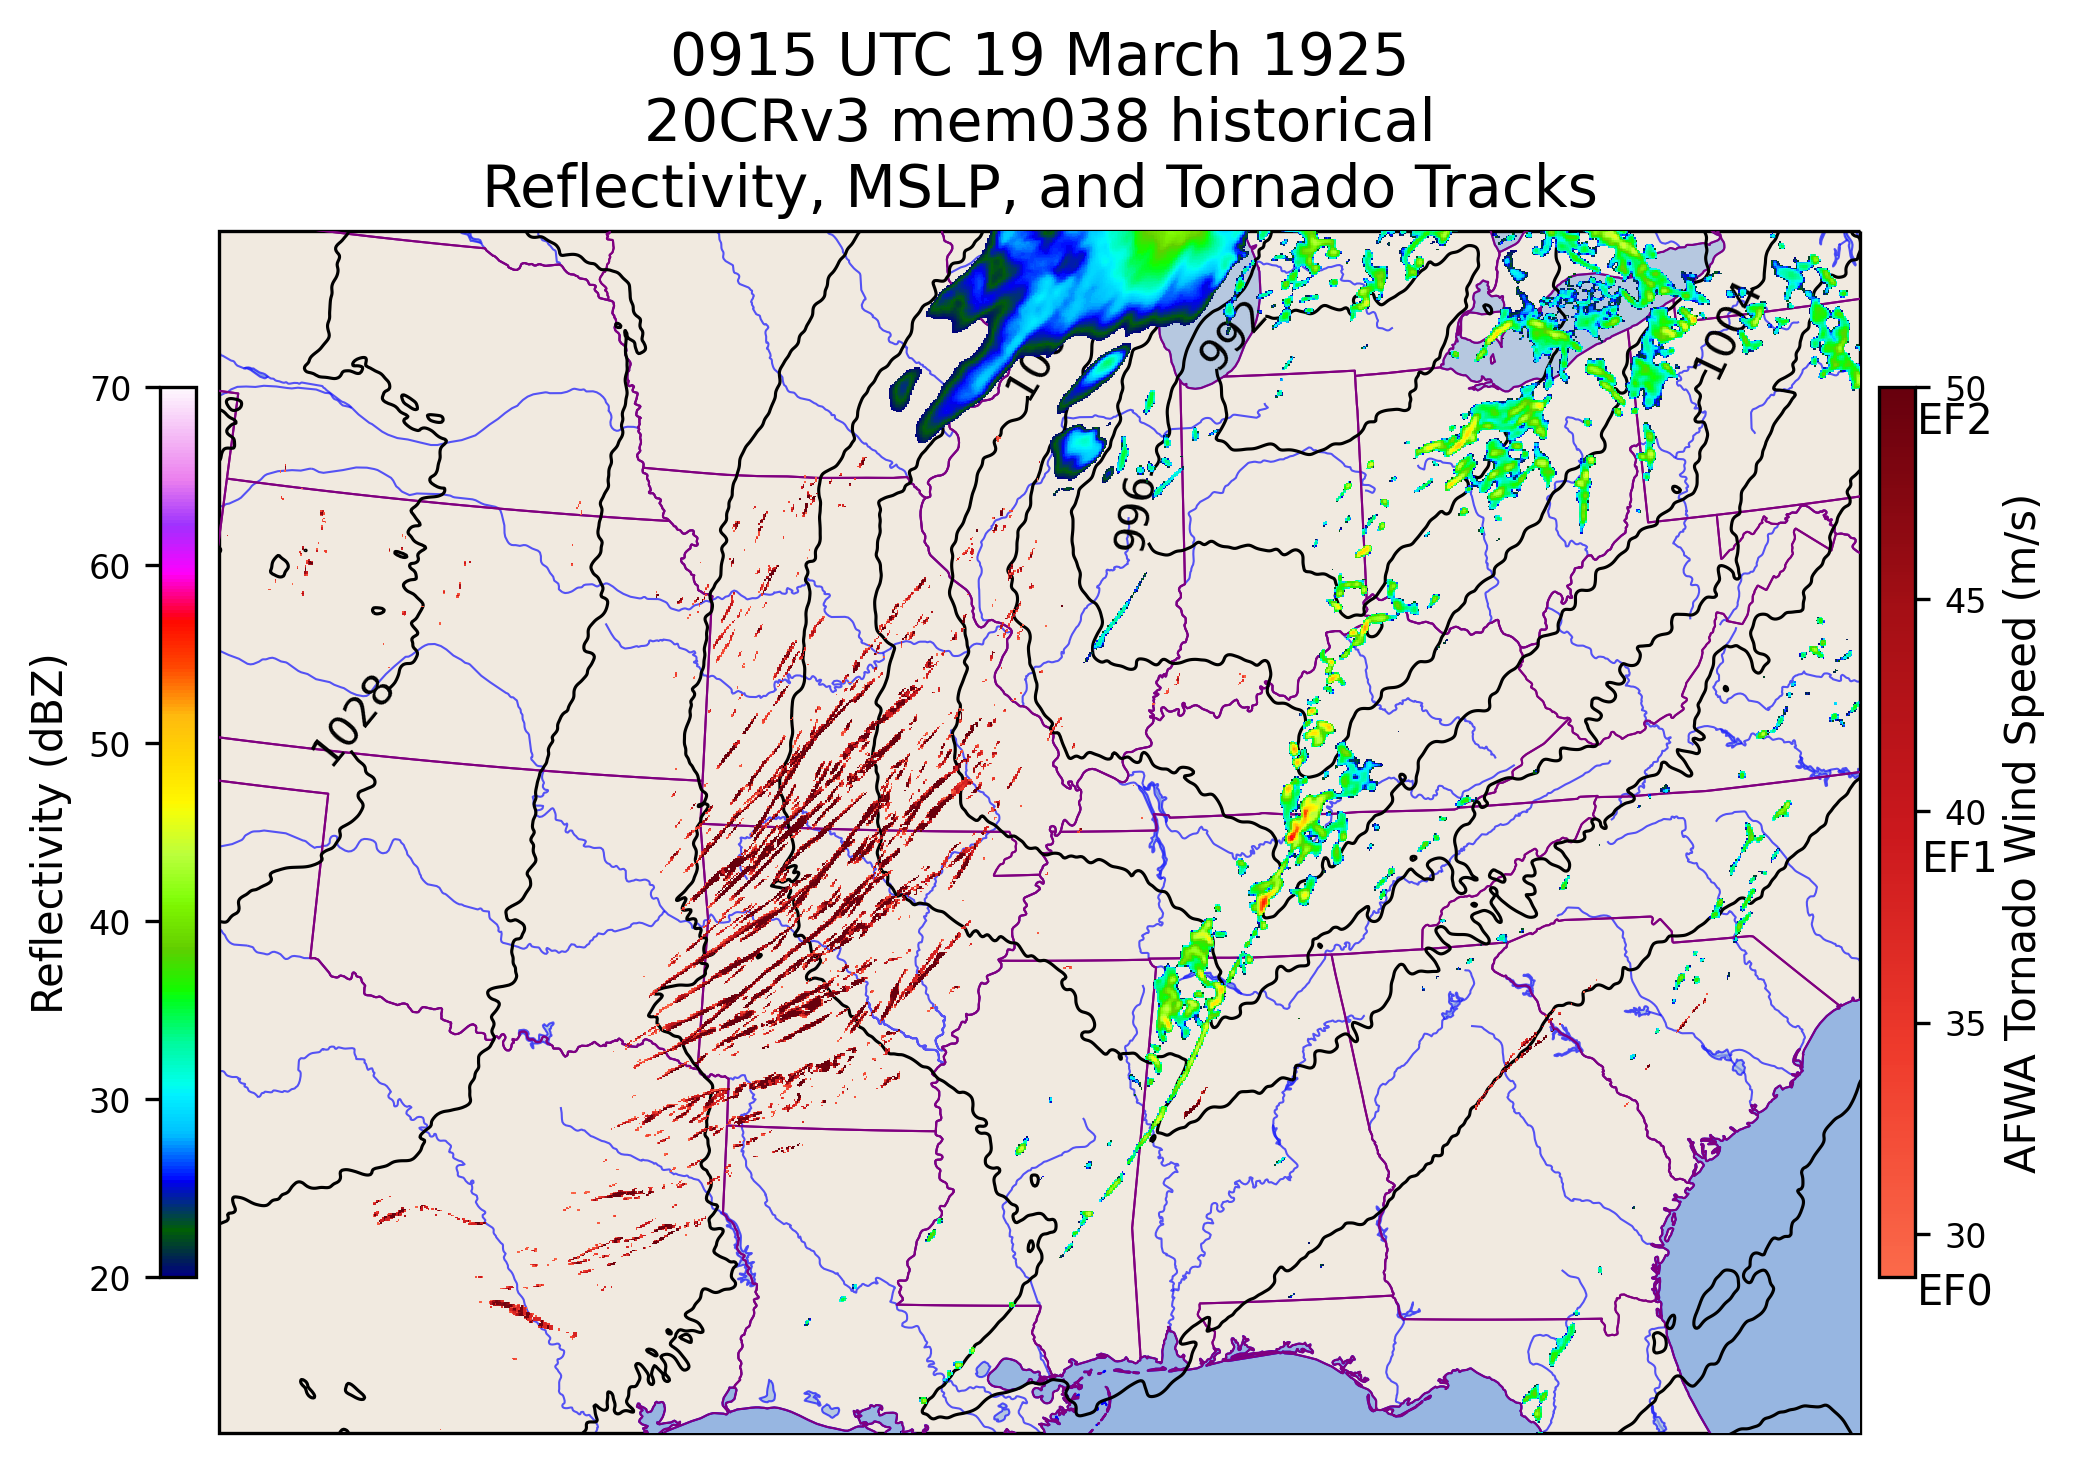 0915 UTC 19 March 1925
20CRv3 mem038 historical
Reflectivity, MSLP, and Tornado Tracks
Reflectivity (dBZ)
70
60
50
40
30
20
992
1004
996
1028
50
EF2
45
40
EF1
35
30
EF0
AFWA Tornado Wind Speed (m/s)